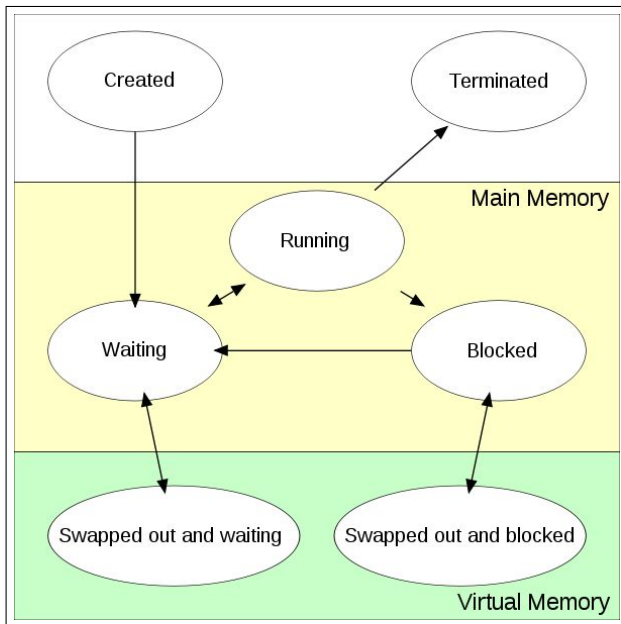 Created
Terminated
Main Memory
Running
Waiting
Blocked
Swapped out and waiting
Swapped out and blocked
Virtual Memory